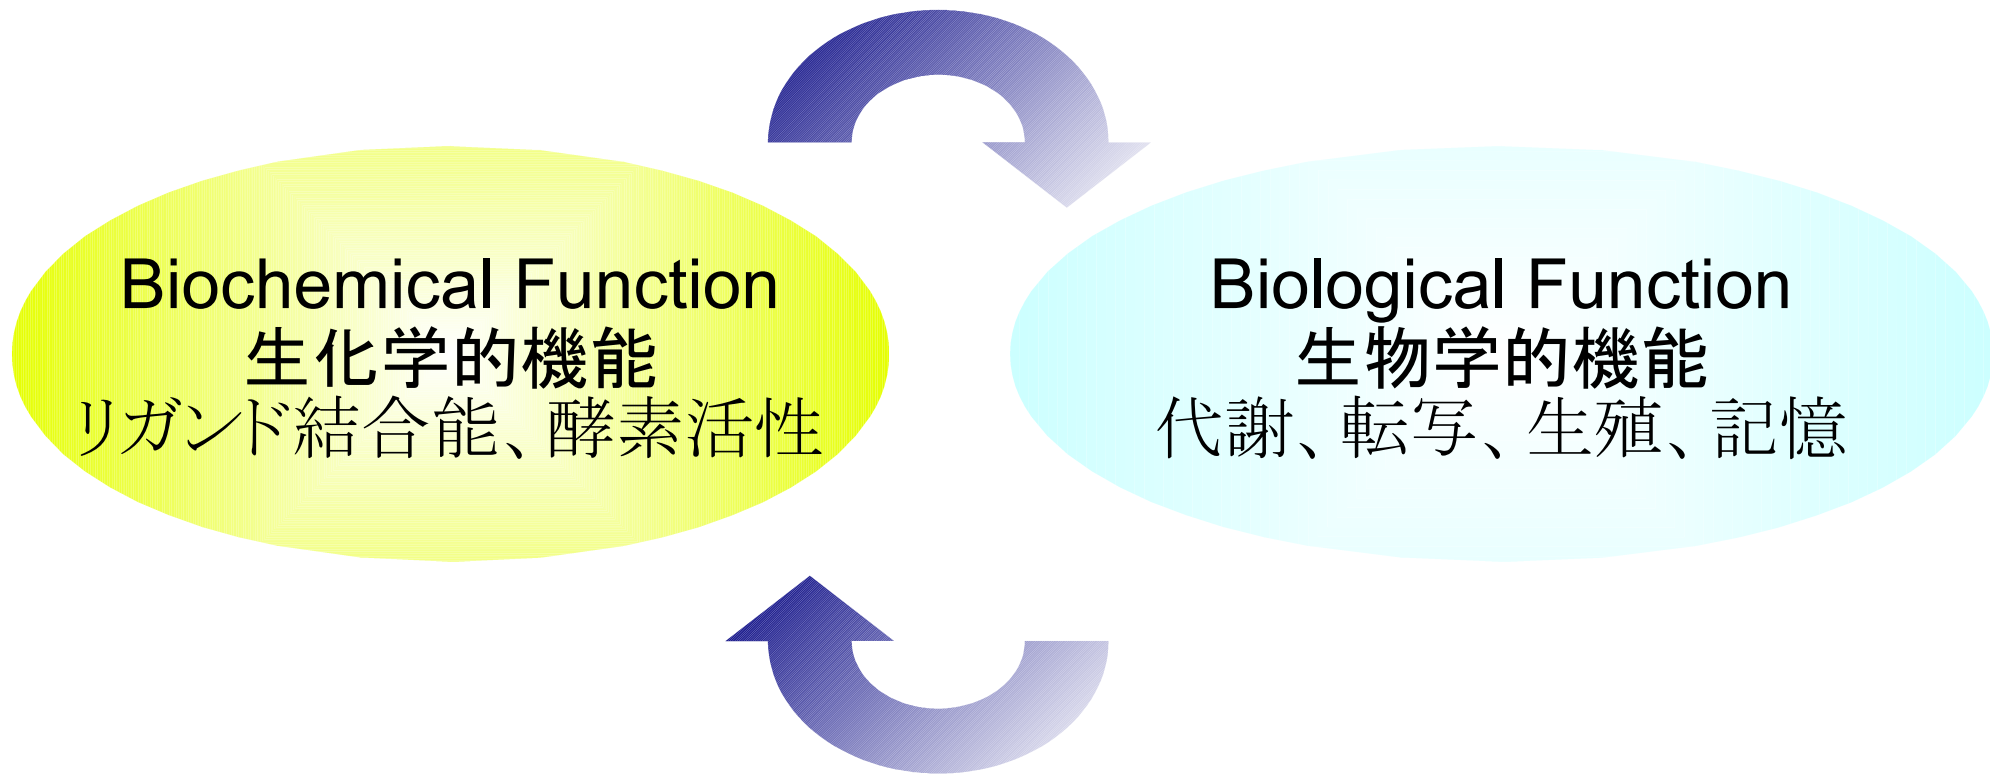 Biochemical Function
生化学的機能
リガンド結合能、酵素活性
Biological Function
生物学的機能
代謝、転写、生殖、記憶